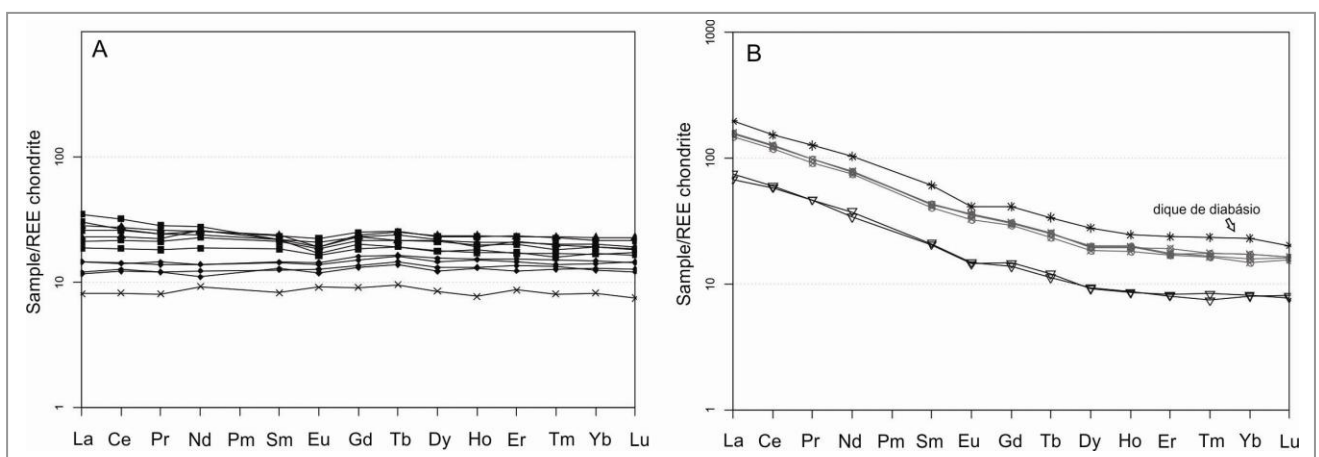 A
Sample/REE chondrite
100
10
1
La Ce Pr Nd Pm Sm Eu Gd Tb Dy Ho Er Tm Yb Lu
B
Sample/REE chondrite
1000
100
10
1
dique de diabásio
La Ce Pr Nd Pm Sm Eu Gd Tb Dy Ho Er Tm Yb Lu